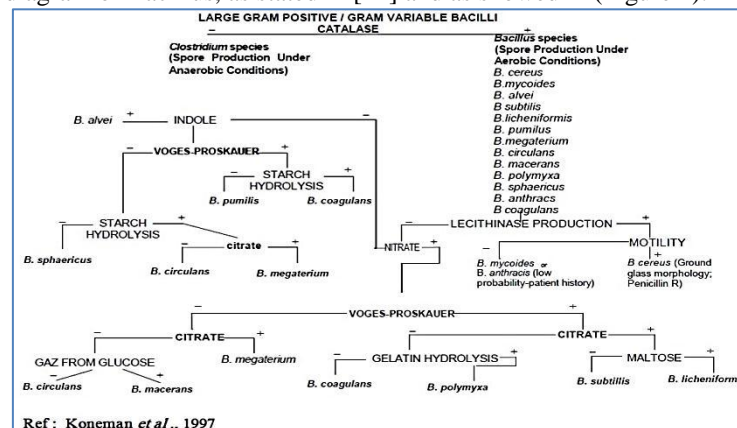 LARGE GRAM POSITIVE / GRAM VARIABLE BACILLI
CATALASE
− +
Clostridium species
(Spore Production Under
Anaerobic Conditions)
Bacillus species
(Spore Production Under
Aerobic Conditions)
B. cereus
B.mycoides
B. alvei
B subtilis
B.licheniformis
B. pumilus
B.megaterium
B. circulans
B. macerans
B. polymyxa
B. sphaericus
B. anthracs
B coagulans
B. alvei + INDOLE −
− VOGES-PROSKAUER +
STARCH
HYDROLYSIS
− +
B. pumilis B. coagulans
− STARCH +
HYDROLYSIS
B. sphaericus
− citrate +
B. circulans B. megaterium
− LECITHINASE PRODUCTION +
− NITRATE +
− MOTILITY
+
B. mycoides or
B. anthracis (low
probability-patient history)
B cereus (Ground
glass morphology;
Penicillin R)
− VOGES-PROSKAUER +
− CITRATE +
GAZ FROM GLUCOSE
B. megaterium
− +
B. circulans B. macerans
− CITRATE +
− GELATIN HYDROLYSIS +
B. coagulans B. polymyxa
− MALTOSE +
B. subtillis B. licheniform
Ref : Koneman et al ., 1997